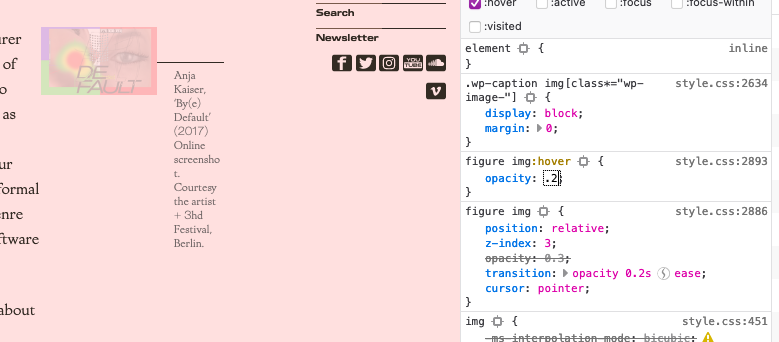 urer
of
o
as
ur
formal
enre
ftware
about
DE
FAULT
Anja
Kaiser,
'By(e)
Default'
(2017)
Online
screensho
t.
Courtesy
the artist
+ 3hd
Festival,
Berlin.
Search
Newsletter
YOU
TUBE
:hover
:active
:focus
:focus-within
:visited
element {
inline
}
.wp-caption img[class*="wp-
image-"] {
style.css:2634
display: block;
margin: 0;
}
figure img:hover {
style.css:2893
opacity: .2;
}
figure img {
style.css:2886
position: relative;
z-index: 3;
opacity: 0.3;
transition: opacity 0.2s ease;
cursor: pointer;
}
img {
style.css:451
-ms-interpolation-mode: bicubic;